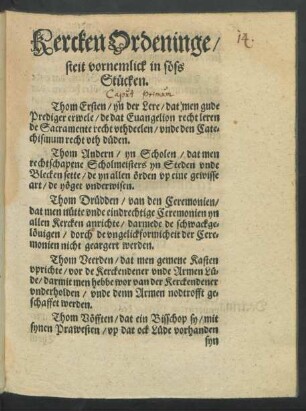 14.
Kercken Ordeninge/
steit vornemlick in söss
Stücken.
Caput primum
Thom Ersten/ yn der Lere/ dat men gude
Prediger erwele/ de dat Euangelion recht leren
de Sacramente recht vthdeelen/ vnde den Cate-
chismum recht vth düden.
Thom Andern/ yn Scholen/ dat men
rechtschapene Scholmeisters yn Steden vnde
Blecken sette/ de yn allen örden vp eine gewisse
art/ de yöget vnderwisen.
Thom Drüdden/ van den Ceremonien/
dat men nütte vnde eindrechtige Ceremonien yn
allen Kercken anrichte/ darmede de schwackge-
löuigen/ dorch de vngelickformicheit der Cere-
monien nicht geargert werden.
Thom Veerden/ dat men gemene Kasten
vprichte/ vor de Kerckendener vnde Armen Lü-
de/ darmit men hebbe wor van der Kerckendener
vnderholden/ vnde denn Armen nodtrofft ge-
schaffet werden.
Thom Vöfften/ dat ein Bisschop sy/ mit
synen Prawesten/ vp dat ock Lüde vorhanden
syn